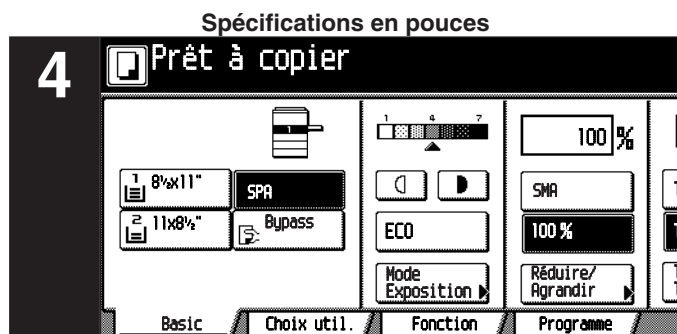 Spécifications en pouces
4
Prêt à copier
1
1 4 7
100 %
1 8½x11"
SPA
SMA
2 11x8½"
Bypass
ECO
100 %
Mode
Exposition
Réduire/
Agrandir
Basic
Choix util.
Fonction
Programme